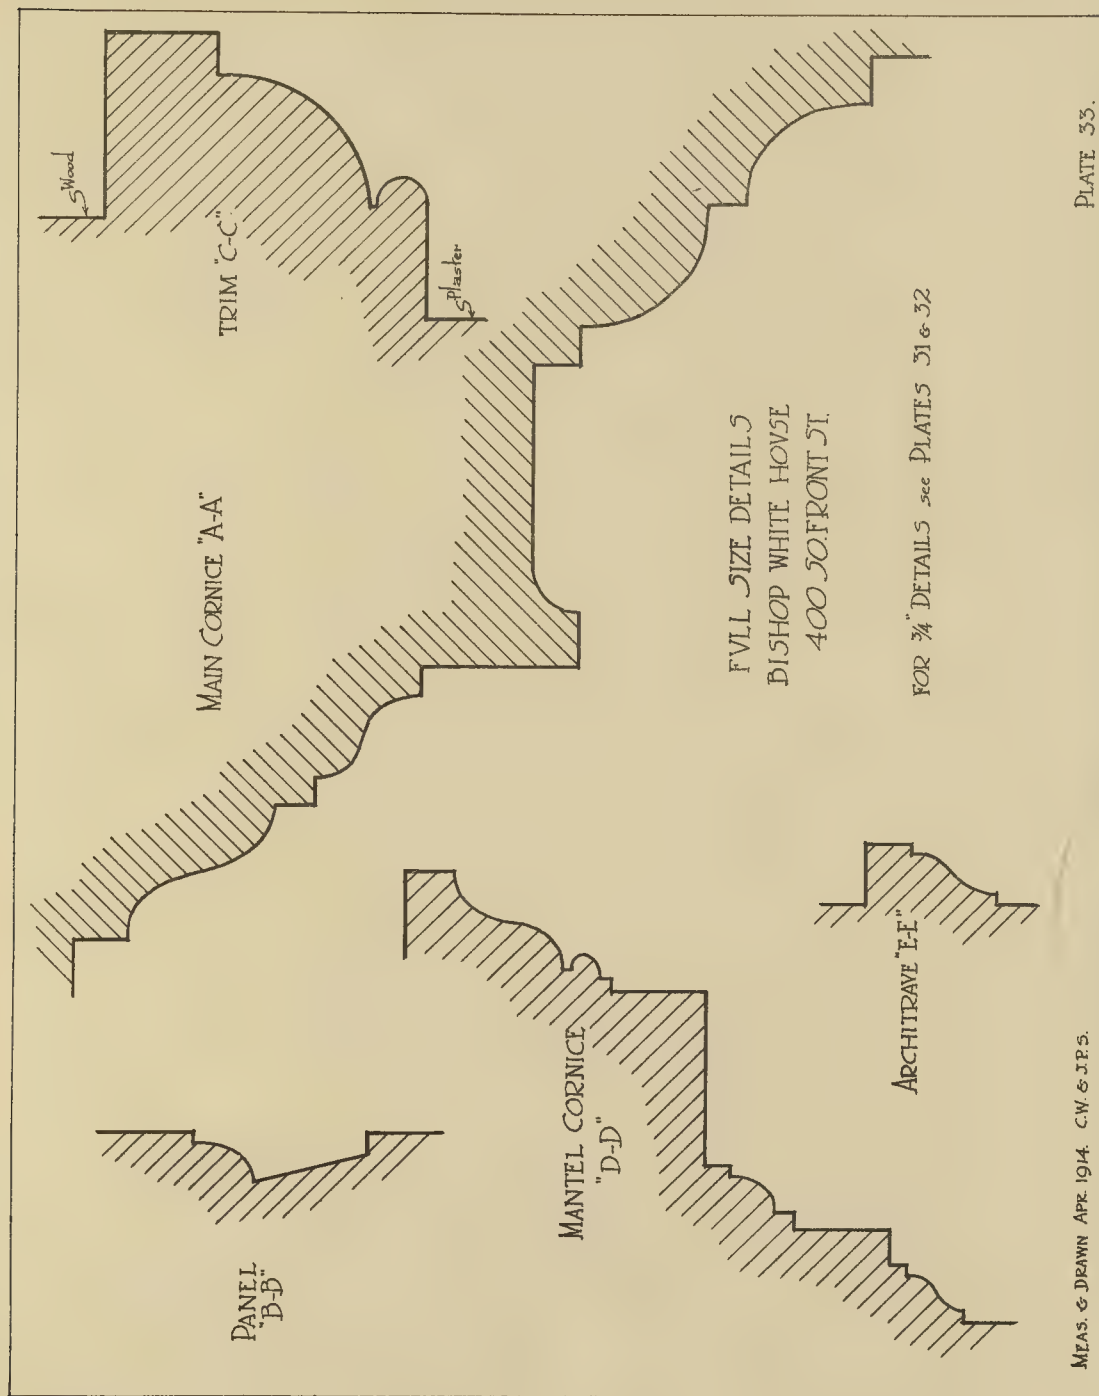 MAIN CORNICE "A-A"
TRIM "C-C"
Wood
Plaster
PANEL
"B-B"
MANTEL CORNICE
"D-D"
ARCHITRAVE "E-E"
FVLL SIZE DETAILS
BISHOP WHITE HOVSE
400 SO. FRONT ST.
FOR 3/4" DETAILS see PLATES 31 & 32
MEAS. & DRAWN APR. 1914. C.W. & J.P.S.
PLATE 33.